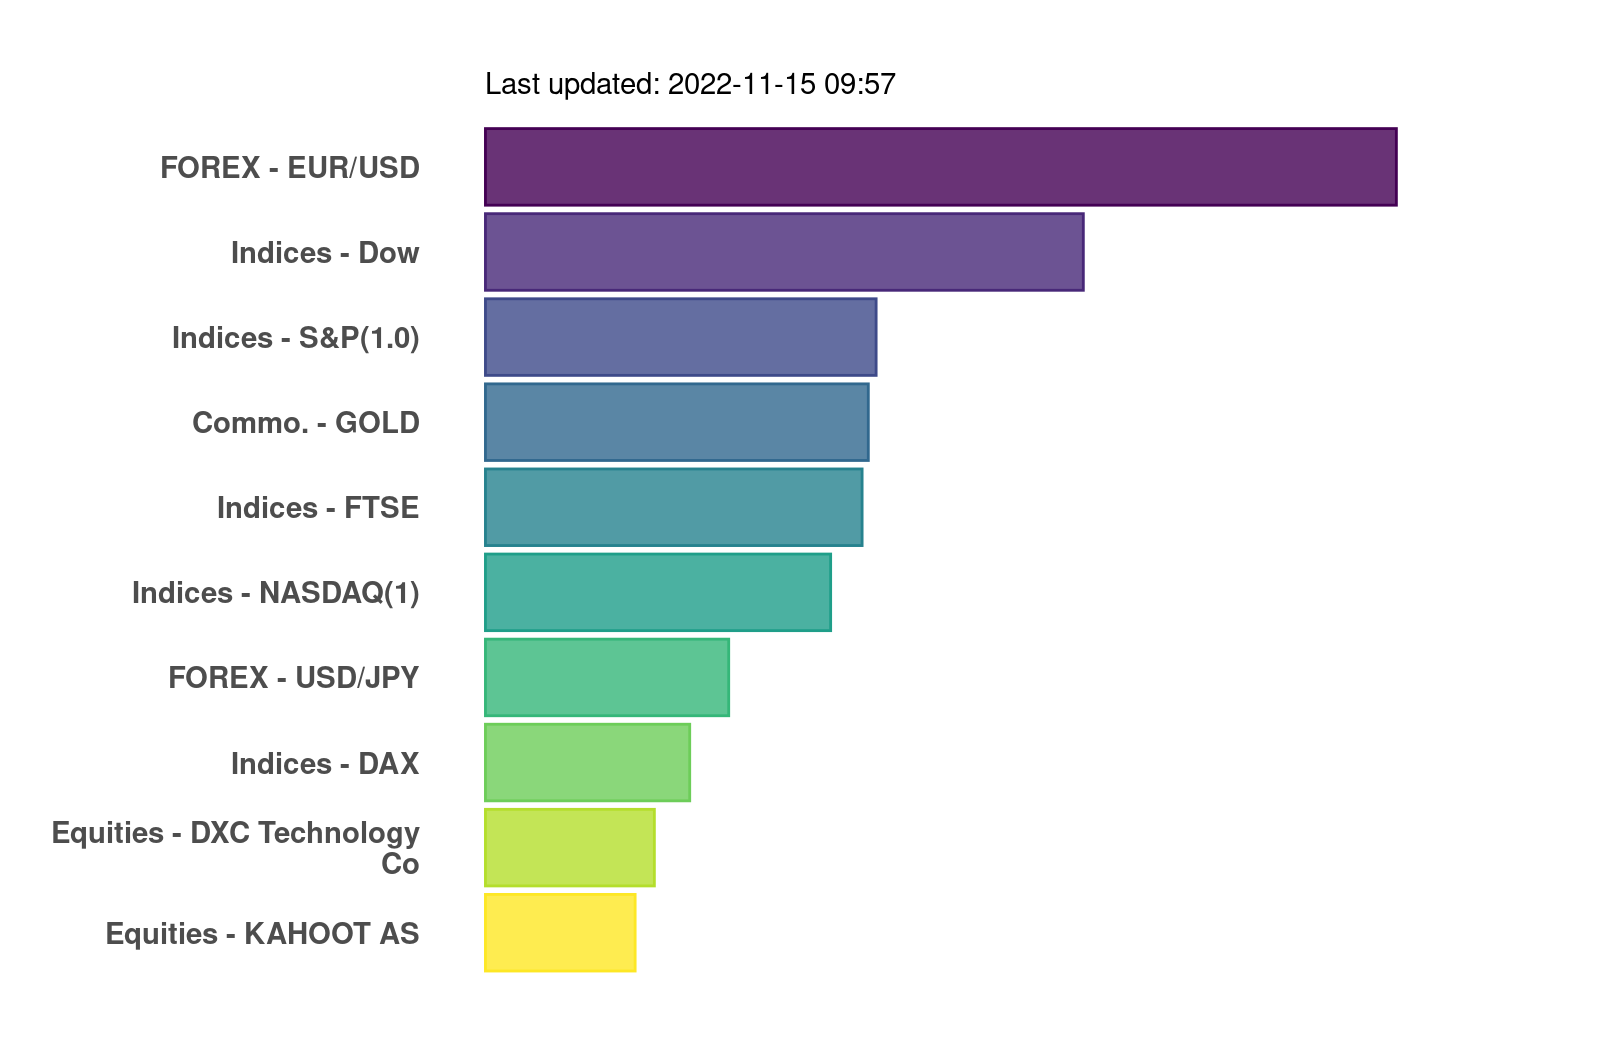 Last updated: 2022-11-15 09:57
FOREX - EUR/USD
Indices - Dow
Indices - S&P(1.0)
Commo. - GOLD
Indices - FTSE
Indices - NASDAQ(1)
FOREX - USD/JPY
Indices - DAX
Equities - DXC Technology
Co
Equities - KAHOOT AS